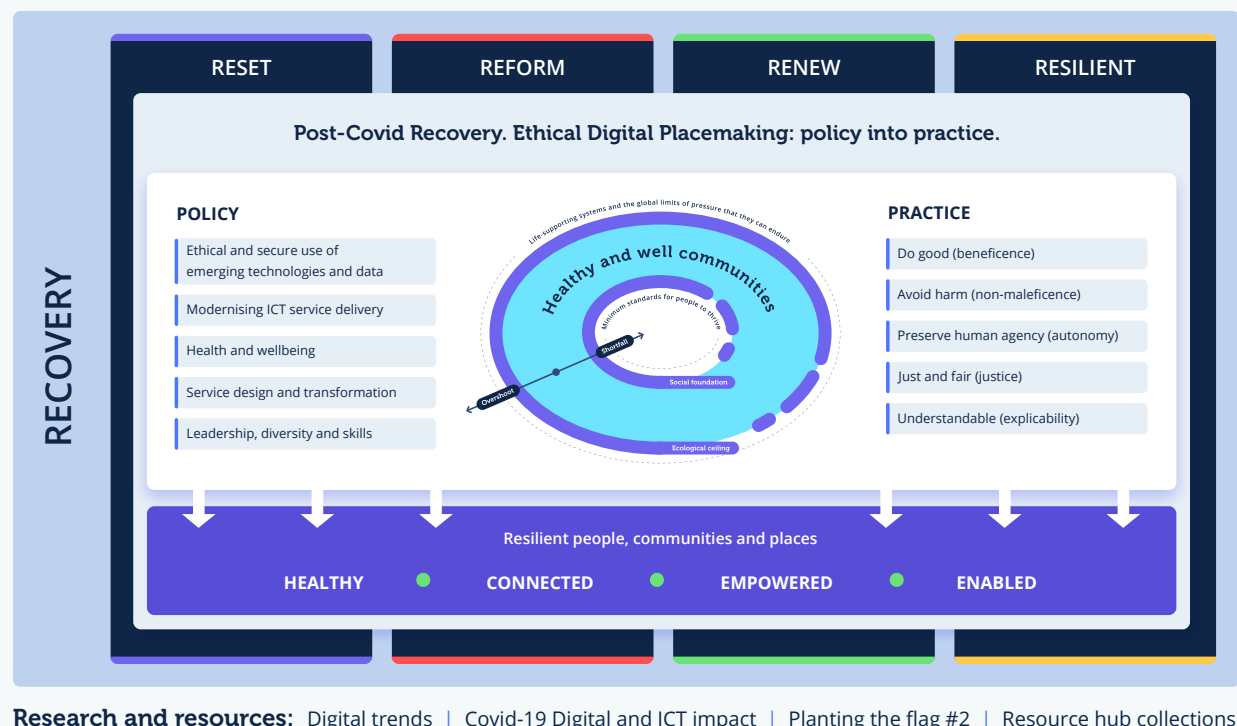 RECOVERY
RESET
REFORM
RENEW
RESILIENT
Post-Covid Recovery. Ethical Digital Placemaking: policy into practice.
POLICY
Ethical and secure use of
emerging technologies and data
Modernising ICT service delivery
Health and wellbeing
Service design and transformation
Leadership, diversity and skills
Life-supporting systems and the global limits of pressure that they can endure
Healthy and well communities
Minimum standards for people to thrive
Shortfall
Overshoot
Social foundation
Ecological ceiling
PRACTICE
Do good (beneficence)
Avoid harm (non-maleficence)
Preserve human agency (autonomy)
Just and fair (justice)
Understandable (explicability)
Resilient people, communities and places
HEALTHY
CONNECTED
EMPOWERED
ENABLED
Research and resources: Digital trends | Covid-19 Digital and ICT impact | Planting the flag #2 | Resource hub collections